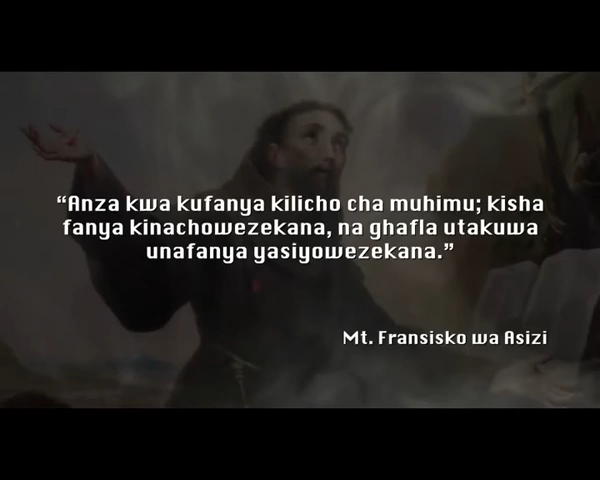 “Anza kwa kufanya kilicho cha muhimu; kisha
fanya kinachowezekana, na ghafla utakuwa
unafanya yasiyowezekana.”
Mt. Fransisko wa Asizi